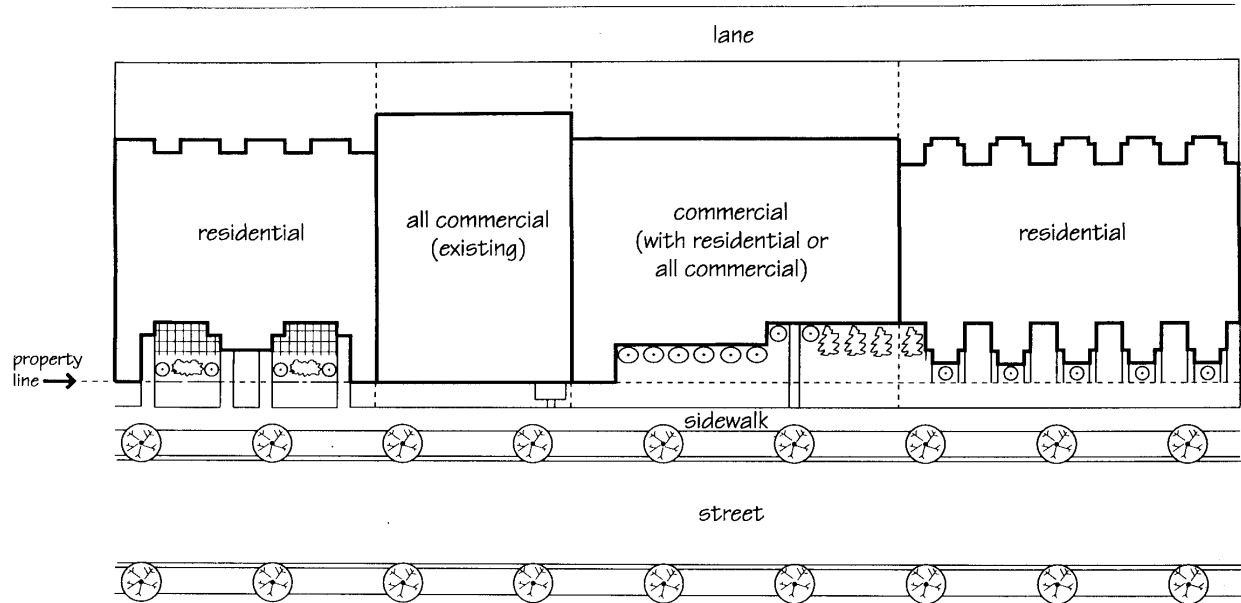 lane
residential
all commercial
(existing)
commercial
(with residential or
all commercial)
residential
property
line
sidewalk
street